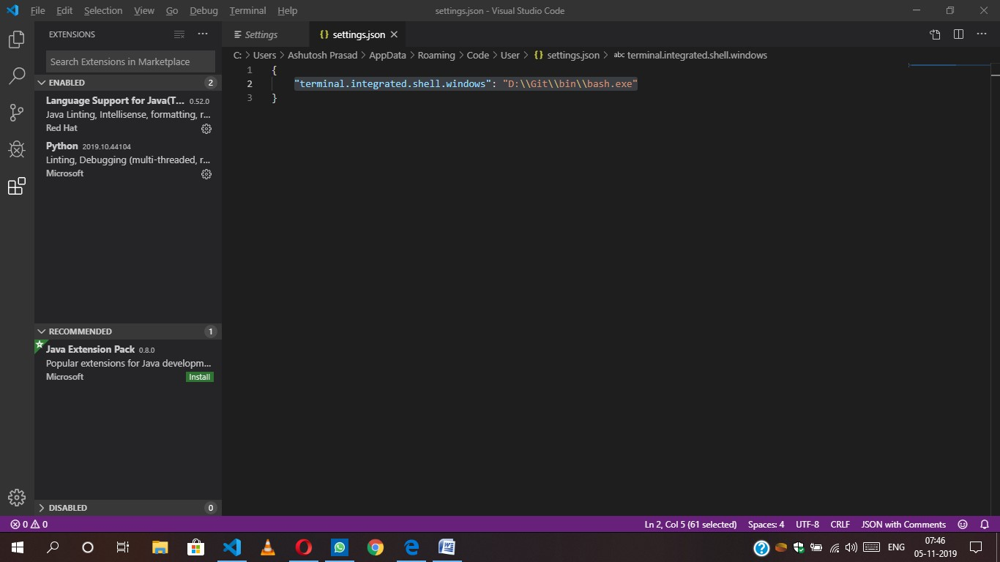 File Edit Selection View Go Debug Terminal Help
settings.json - Visual Studio Code
EXTENSIONS
Search Extensions in Marketplace
ENABLED 2
Language Support for Java(T... 0.52.0
Java Linting, Intellisense, formatting, r...
Red Hat
Python 2019.10.44104
Linting, Debugging (multi-threaded, r...
Microsoft
RECOMMENDED 1
Java Extension Pack 0.8.0
Popular extensions for Java developm...
Microsoft Install
DISABLED 0
Settings {} settings.json
C: > Users > Ashutosh Prasad > AppData > Roaming > Code > User > {} settings.json > abc terminal.integrated.shell.windows
1 {
2 "terminal.integrated.shell.windows": "D:\\Git\\bin\\bash.exe"
3 }
0 0 Ln 2, Col 5 (61 selected) Spaces: 4 UTF-8 CRLF JSON with Comments
ENG 07:46
05-11-2019